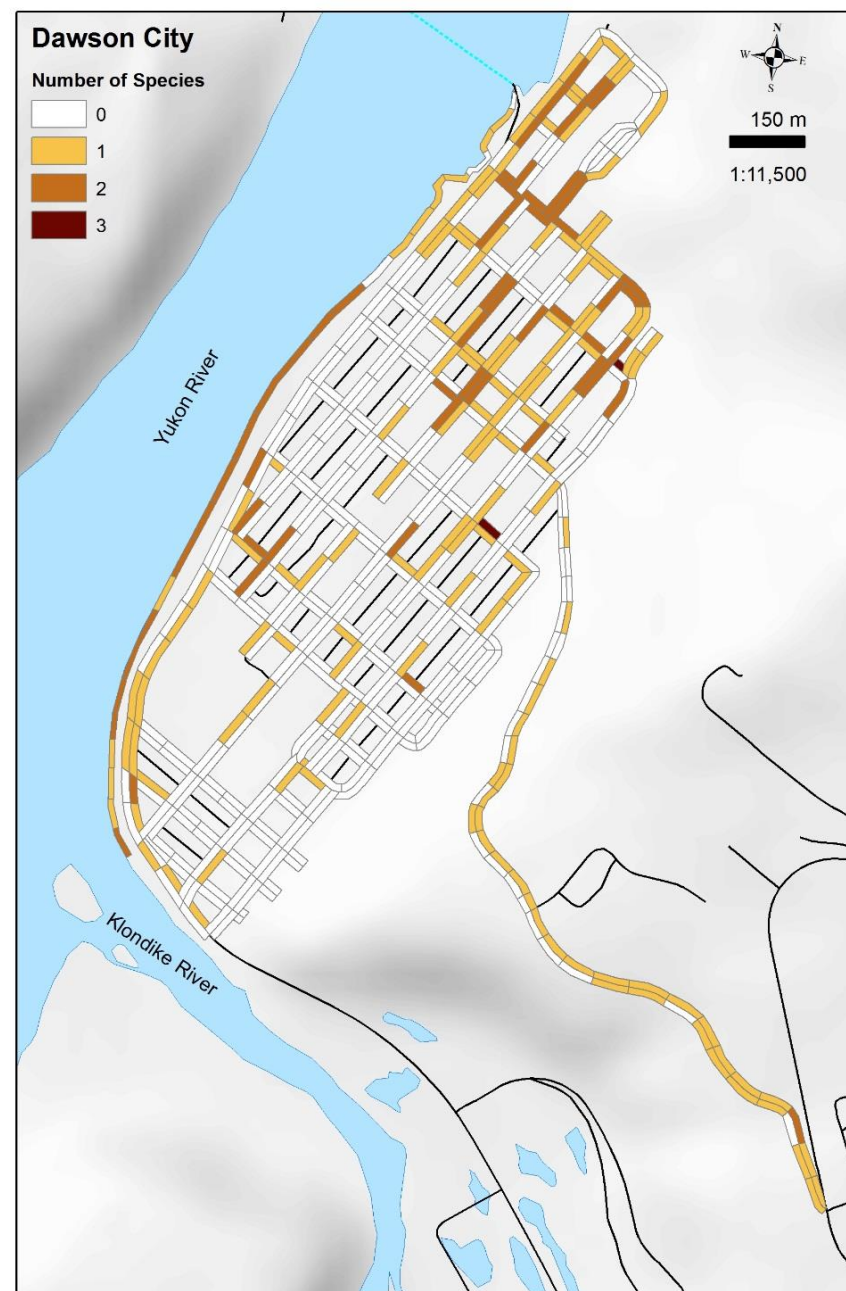 Dawson City
Number of Species
0
1
2
3
N
W E
S
150 m
1:11,500
Yukon River
Klondike River